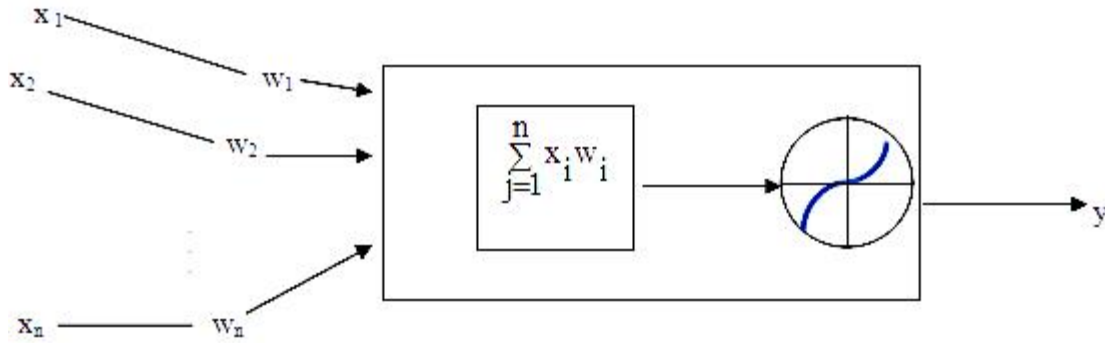 x₁
w₁
x₂
w₂
n
∑ xᵢ wᵢ
j=1
y
xₙ
wₙ